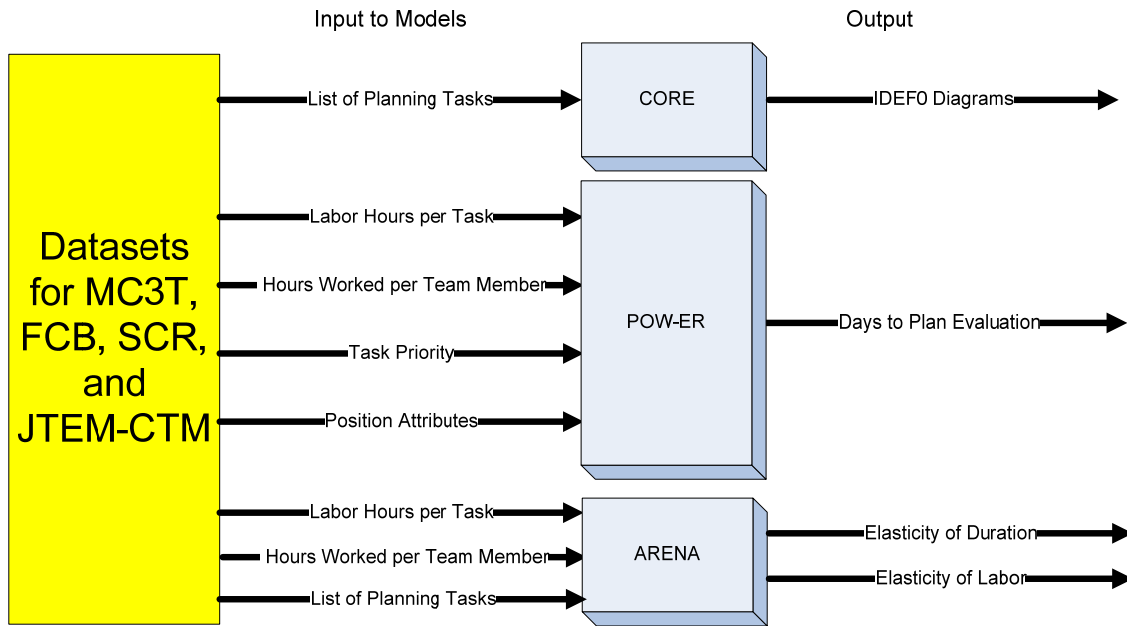 Input to Models
Output
Datasets
for MC3T,
FCB, SCR,
and
JTEM-CTM
List of Planning Tasks
CORE
IDEF0 Diagrams
Labor Hours per Task
Hours Worked per Team Member
Task Priority
Position Attributes
POW-ER
Days to Plan Evaluation
Labor Hours per Task
Hours Worked per Team Member
List of Planning Tasks
ARENA
Elasticity of Duration
Elasticity of Labor